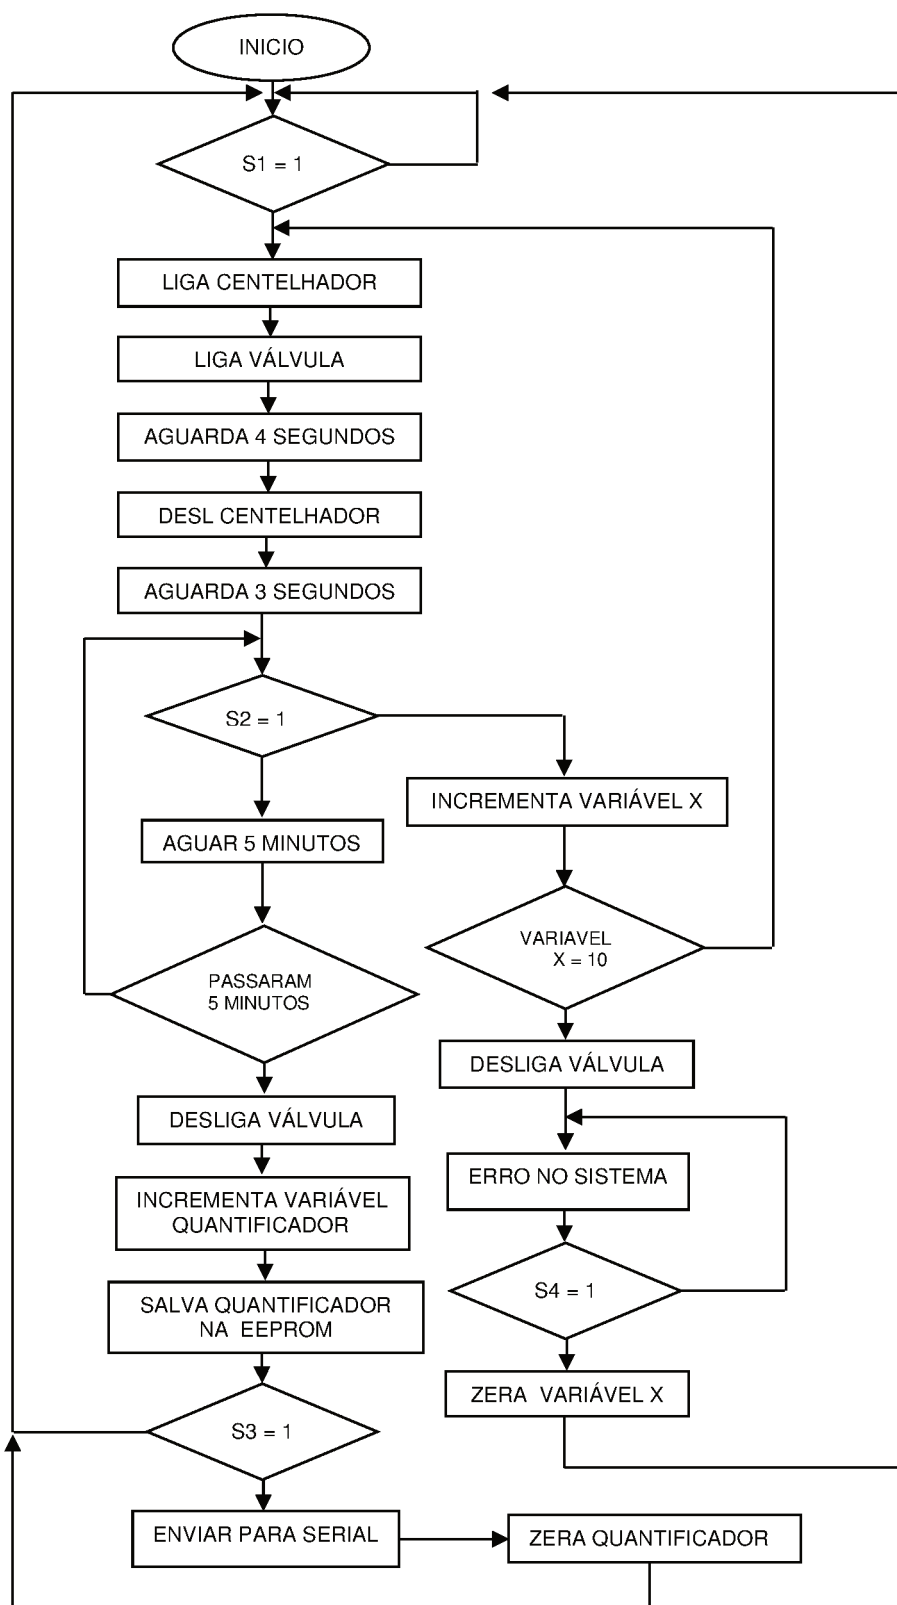 INICIO
S1 = 1
LIGA CENTELHADOR
LIGA VÁLVULA
AGUARDA 4 SEGUNDOS
DESL CENTELHADOR
AGUARDA 3 SEGUNDOS
S2 = 1
AGUAR 5 MINUTOS
PASSARAM
5 MINUTOS
DESLIGA VÁLVULA
INCREMENTA VARIÁVEL
QUANTIFICADOR
SALVA QUANTIFICADOR
NA EEPROM
S3 = 1
ENVIAR PARA SERIAL
ZERA QUANTIFICADOR
INCREMENTA VARIÁVEL X
VARIAVEL
X = 10
DESLIGA VÁLVULA
ERRO NO SISTEMA
S4 = 1
ZERA VARIÁVEL X